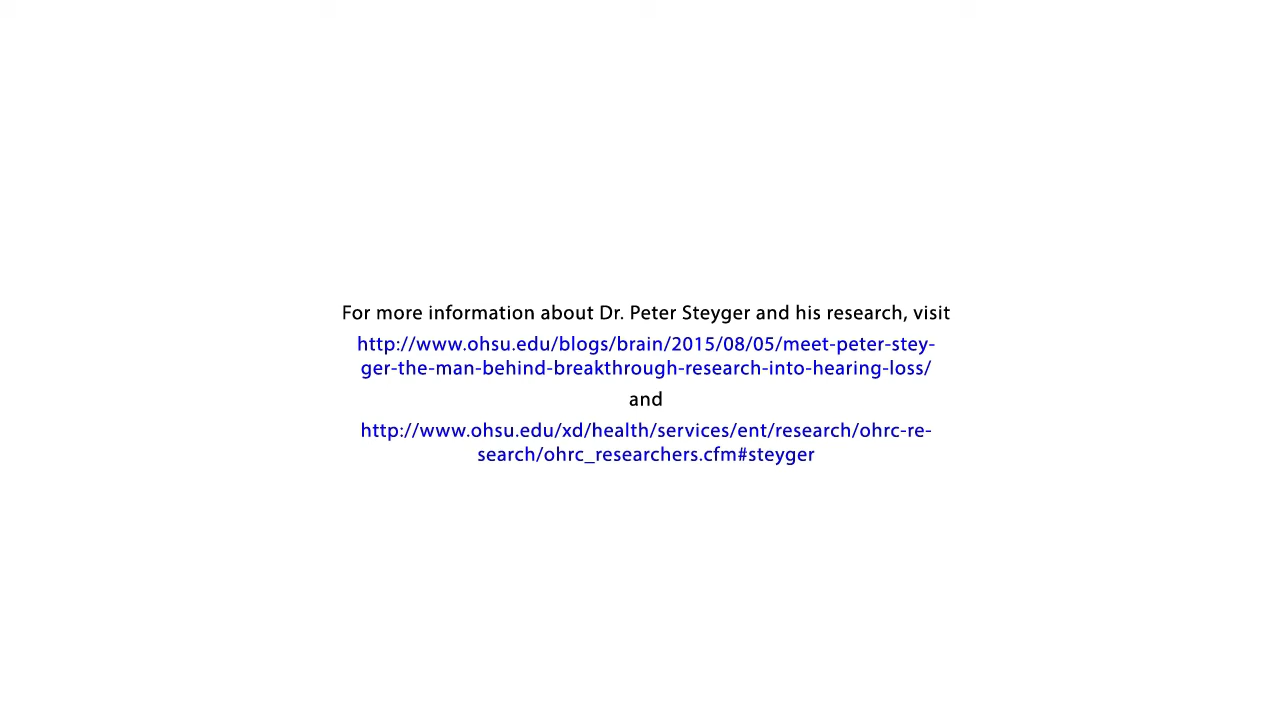 For more information about Dr. Peter Steyger and his research, visit
http://www.ohsu.edu/blogs/brain/2015/08/05/meet-peter-stey-
ger-the-man-behind-breakthrough-research-into-hearing-loss/
and
http://www.ohsu.edu/xd/health/services/ent/research/ohrc-re-
search/ohrc_researchers.cfm#steyger